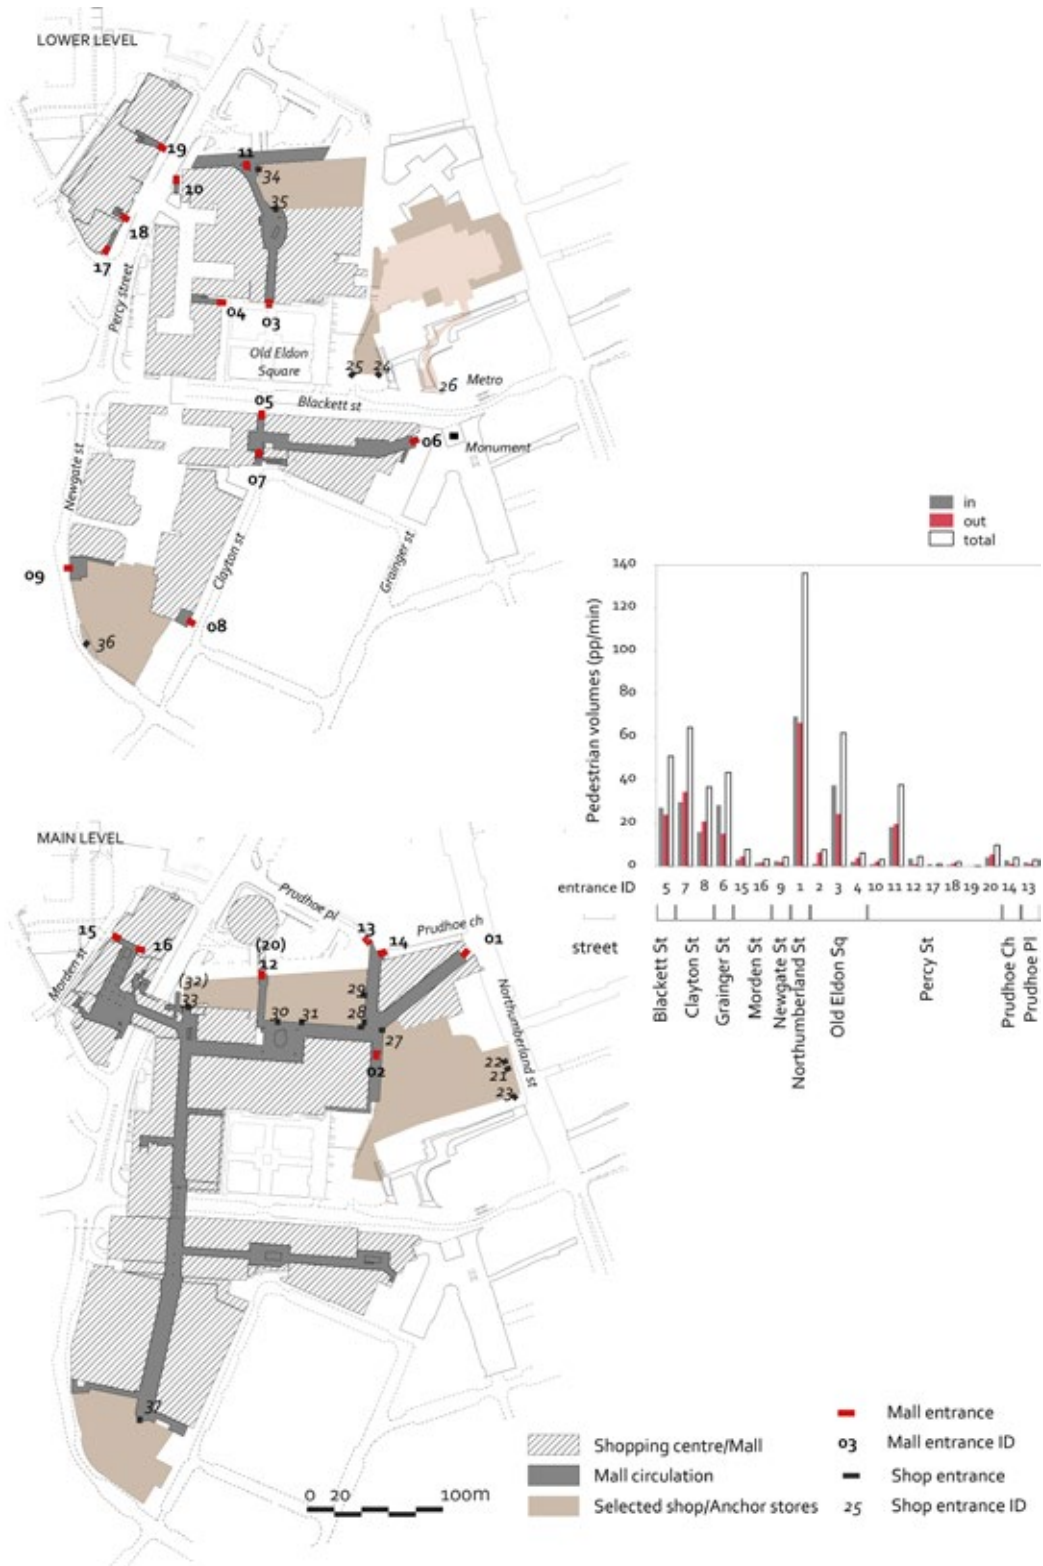 LOWER LEVEL
19
11
34
10
35
18
17
Percy street
04
03
Old Eldon
Square
25
24
26
Metro
05
Blackett st
06
Monument
07
Newgate st
Clayton st
Grainger st
09
08
36
in
out
total
Pedestrian volumes (pp/min)
140
120
100
80
60
40
20
0
entrance ID 5 7 8 6 15 16 9 1 2 3 4 10 11 12 17 18 19 20 14 13
street
Blackett St
Clayton St
Grainger St
Morden St
Newgate St
Northumberland St
Old Eldon Sq
Percy St
Prudhoe Ch
Prudhoe Pl
MAIN LEVEL
Prudhoe pl
Prudhoe ch
15
16
13
14
01
(20)
12
Morden st
(32)
33
29
30
31
28
27
02
Northumberland st
22
21
23
37
Mall entrance
03 Mall entrance ID
Shop entrance
25 Shop entrance ID
Shopping centre/Mall
Mall circulation
Selected shop/Anchor stores
0 20 100m